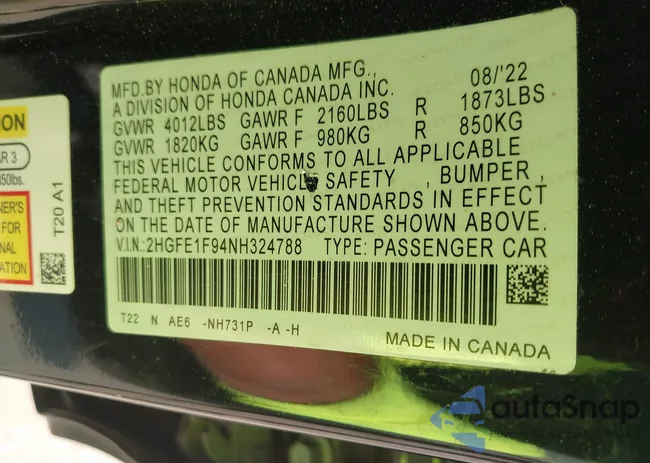 MFD.BY HONDA OF CANADA MFG., 08/'22
A DIVISION OF HONDA CANADA INC.
GVWR 4012LBS GAWR F 2160LBS R 1873LBS
GVWR 1820KG GAWR F 980KG R 850KG
THIS VEHICLE CONFORMS TO ALL APPLICABLE
FEDERAL MOTOR VEHICLE SAFETY , BUMPER ,
AND THEFT PREVENTION STANDARDS IN EFFECT
ON THE DATE OF MANUFACTURE SHOWN ABOVE.
V.I.N.:2HGFE1F94NH324788 TYPE: PASSENGER CAR
T22 N AE6 -NH731P -A -H
MADE IN CANADA
T20 A1
autoSnap